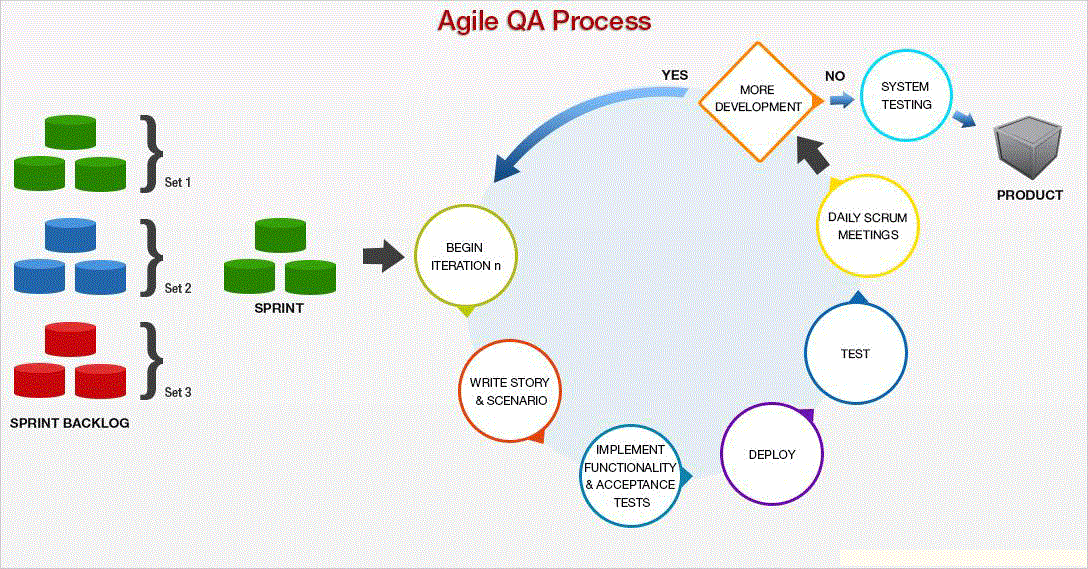 Agile QA Process
Set 1
Set 2
Set 3
SPRINT BACKLOG
SPRINT
BEGIN
ITERATION n
WRITE STORY
& SCENARIO
IMPLEMENT
FUNCTIONALITY
& ACCEPTANCE
TESTS
DEPLOY
TEST
DAILY SCRUM
MEETINGS
MORE
DEVELOPMENT
YES
NO
SYSTEM
TESTING
PRODUCT